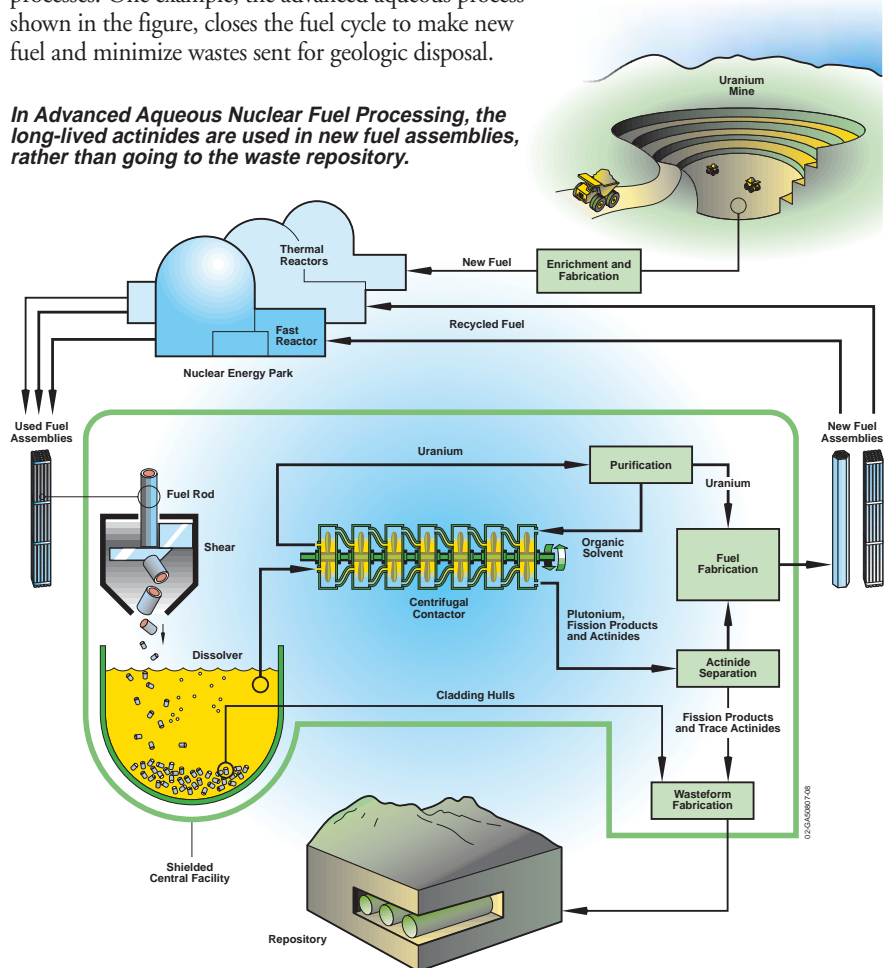 processes. One example, the advanced aqueous process
shown in the figure, closes the fuel cycle to make new
fuel and minimize wastes sent for geologic disposal.
In Advanced Aqueous Nuclear Fuel Processing, the
long-lived actinides are used in new fuel assemblies,
rather than going to the waste repository.
Uranium
Mine
Thermal
Reactors
New Fuel
Enrichment and
Fabrication
Recycled Fuel
Fast
Reactor
Nuclear Energy Park
Used Fuel
Assemblies
New Fuel
Assemblies
Uranium
Purification
Uranium
Fuel Rod
Shear
Organic
Solvent
Fuel
Fabrication
Centrifugal
Contactor
Plutonium,
Fission Products
and Actinides
Dissolver
Actinide
Separation
Cladding Hulls
Fission Products
and Trace Actinides
Wasteform
Fabrication
02-GA50807-08
Shielded
Central Facility
Repository